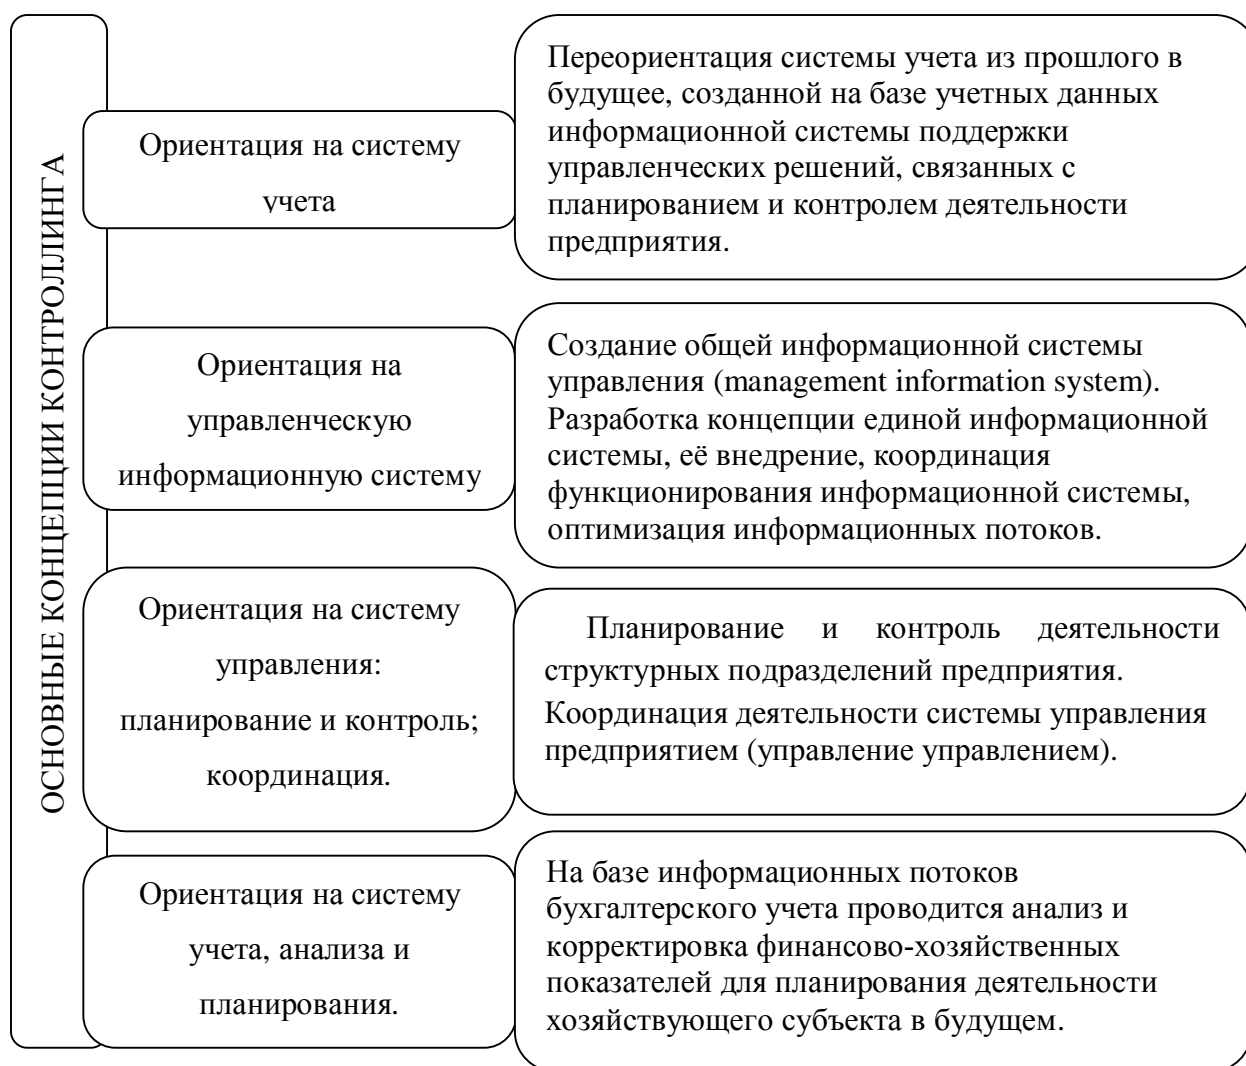 ОСНОВНЫЕ КОНЦЕПЦИИ КОНТРОЛЛИНГА
Ориентация на систему
учета
Переориентация системы учета из прошлого в
будущее, созданной на базе учетных данных
информационной системы поддержки
управленческих решений, связанных с
планированием и контролем деятельности
предприятия.
Ориентация на
управленческую
информационную систему
Создание общей информационной системы
управления (management information system).
Разработка концепции единой информационной
системы, её внедрение, координация
функционирования информационной системы,
оптимизация информационных потоков.
Ориентация на систему
управления:
планирование и контроль;
координация.
Планирование и контроль деятельности
структурных подразделений предприятия.
Координация деятельности системы управления
предприятием (управление управлением).
Ориентация на систему
учета, анализа и
планирования.
На базе информационных потоков
бухгалтерского учета проводится анализ и
корректировка финансово-хозяйственных
показателей для планирования деятельности
хозяйствующего субъекта в будущем.